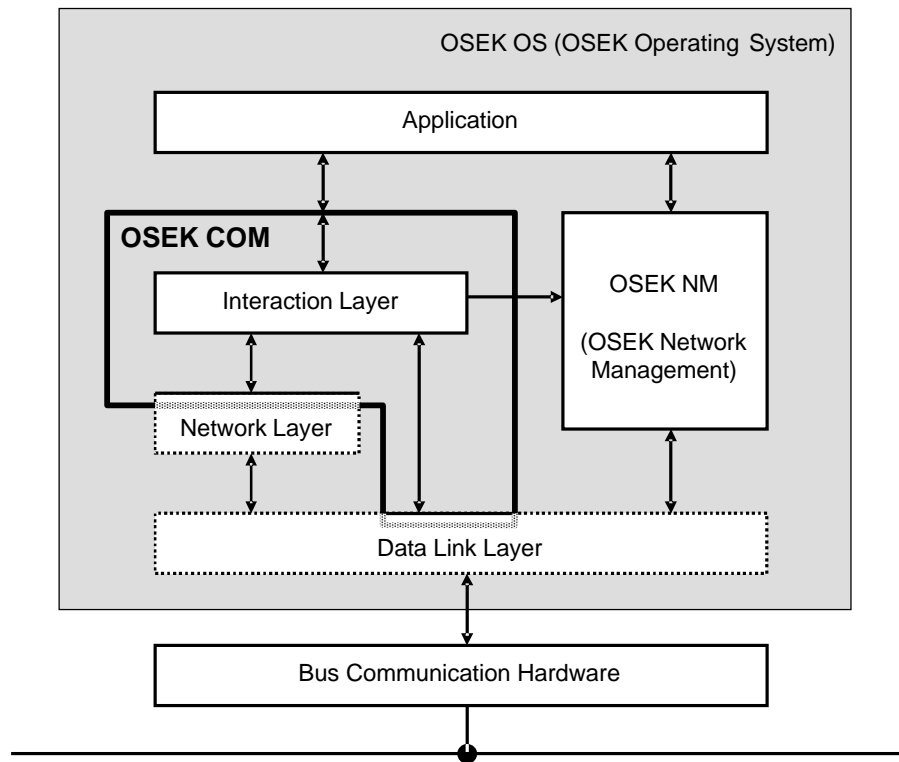 OSEK OS (OSEK Operating System)
Application
OSEK COM
Interaction Layer
OSEK NM
(OSEK Network
Management)
Network Layer
Data Link Layer
Bus Communication Hardware